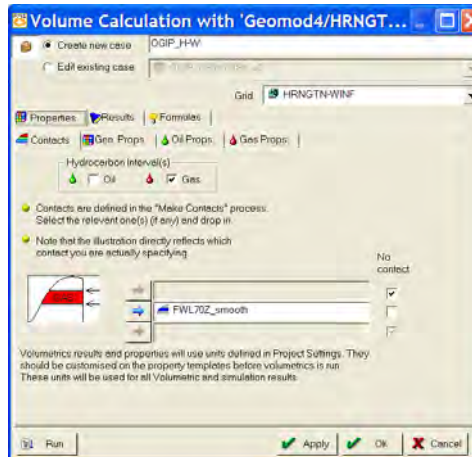 Volume Calculation with 'Geomod4/HRNGT...
Create new case OGIP_H-W
Edit existing case
Grid HRNGTN-WINF
Properties Results Formulas
Contacts Gen. Props. Oil Props. Gas Props.
Hydrocarbon interval(s)
Oil Gas
Contacts are defined in the "Make Contacts" process.
Select the relevant one(s) (if any) and drop in.
Note that the illustration directly reflects which
contact you are actually specifying.
No
contact
FWL70Z_smooth
Volumetrics results and properties will use units defined in Project Settings. They
should be customised on the property templates before volumetrics is run.
These units will be used for all Volumetric and simulation results
Run Apply Ok Cancel